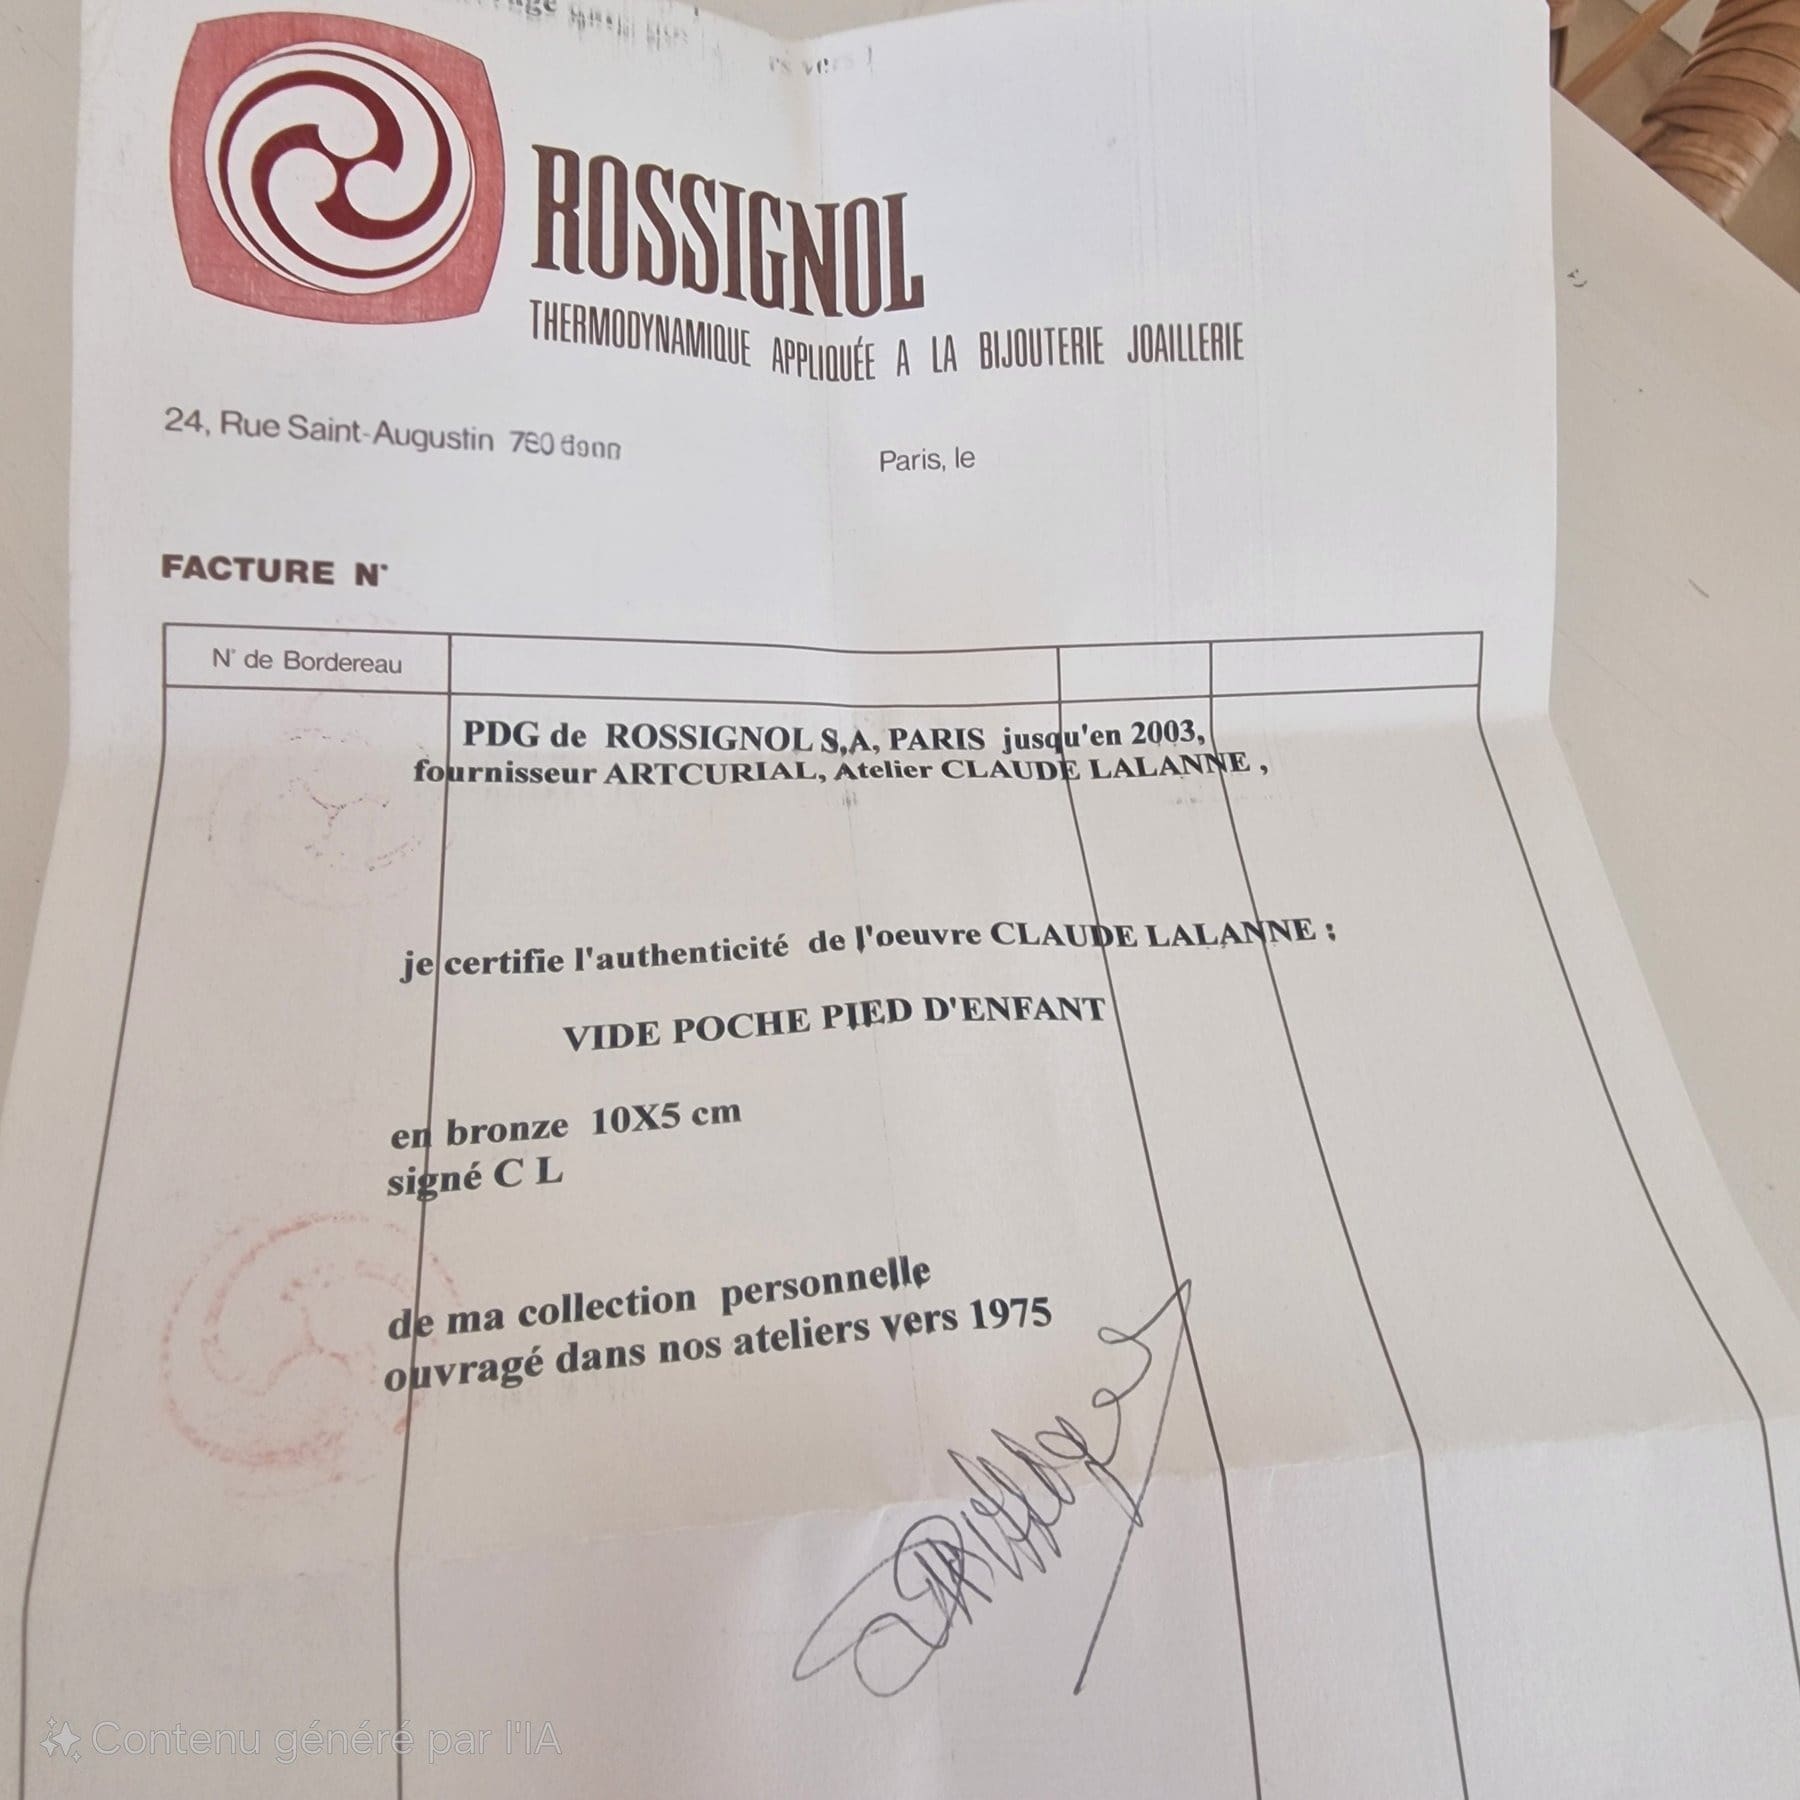 ROSSIGNOL
THERMODYNAMIQUE APPLIQUÉE A LA BIJOUTERIE JOAILLERIE
24, Rue Saint-Augustin
Paris, le
FACTURE N°
N° de Bordereau
PDG de ROSSIGNOL S,A, PARIS jusqu'en 2003,
fournisseur ARTCURIAL, Atelier CLAUDE LALANNE ,
je certifie l'authenticité de l'oeuvre CLAUDE LALANNE ;
VIDE POCHE PIED D'ENFANT
en bronze 10X5 cm
signé C L
de ma collection personnelle
ouvragé dans nos ateliers vers 1975
Contenu généré par l'IA